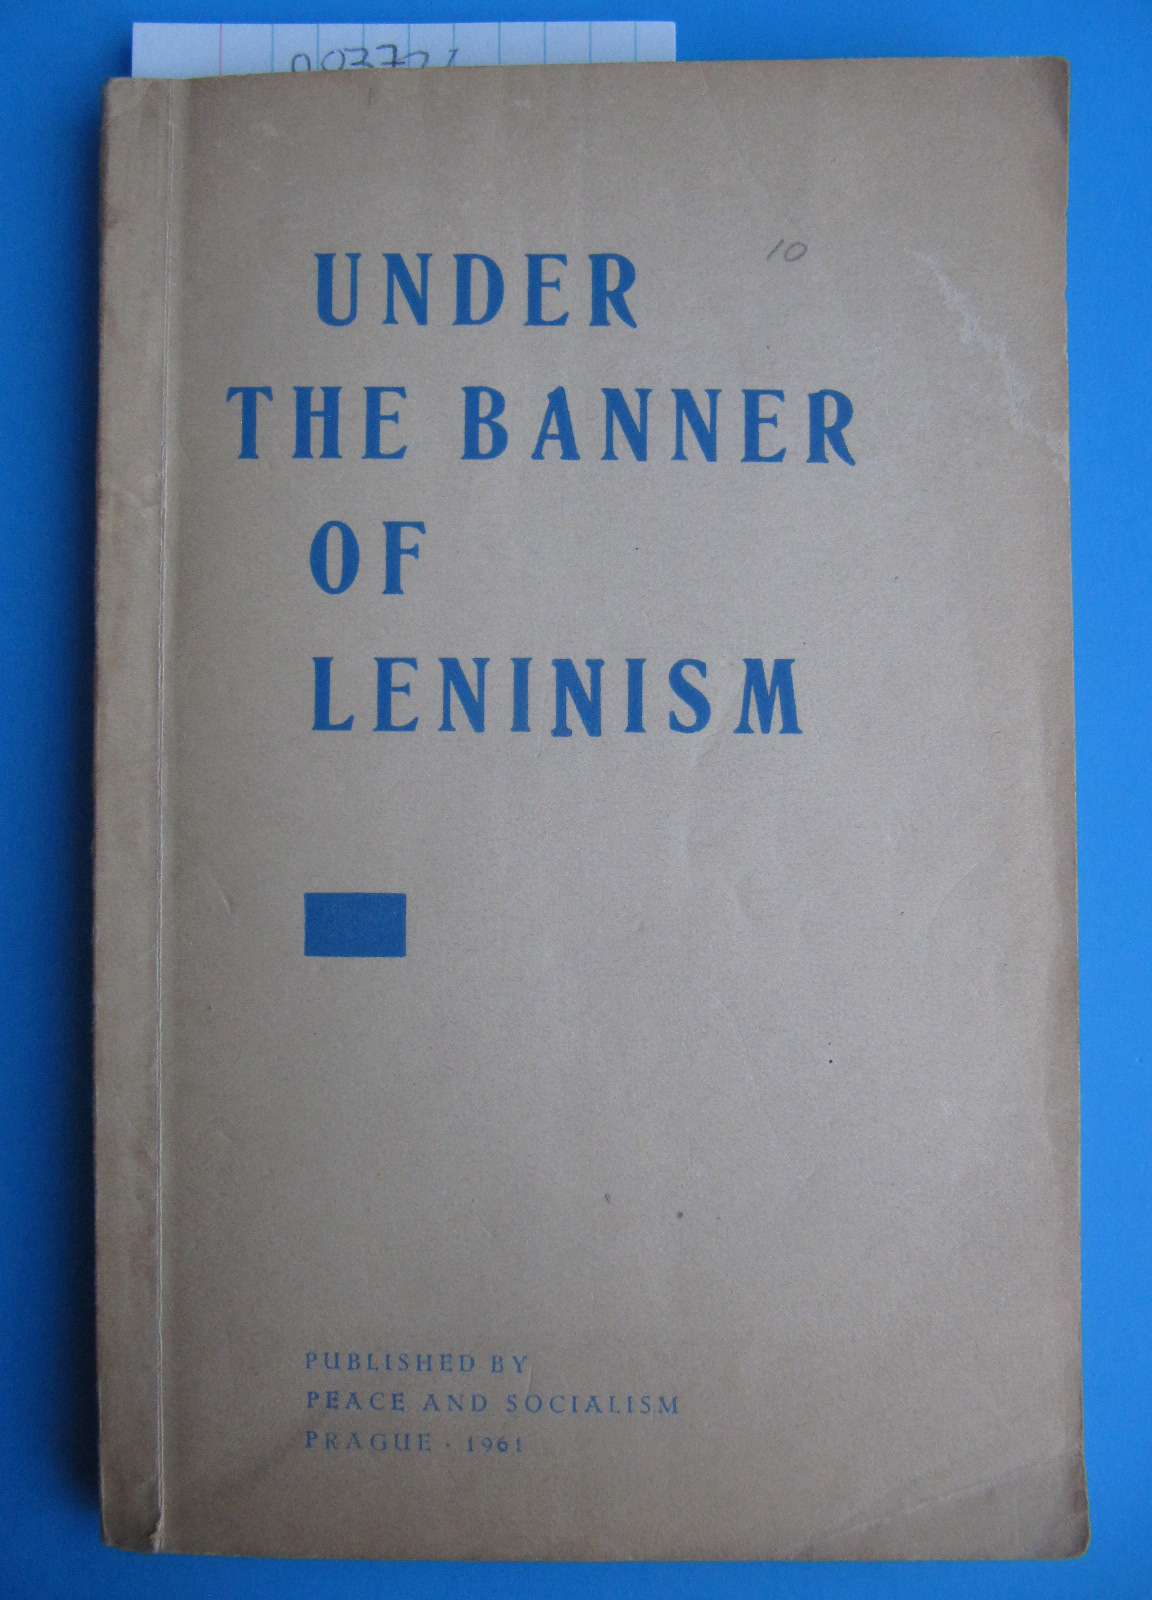 10
UNDER
THE BANNER
OF
LENINISM
PUBLISHED BY
PEACE AND SOCIALISM
PRAGUE · 1961